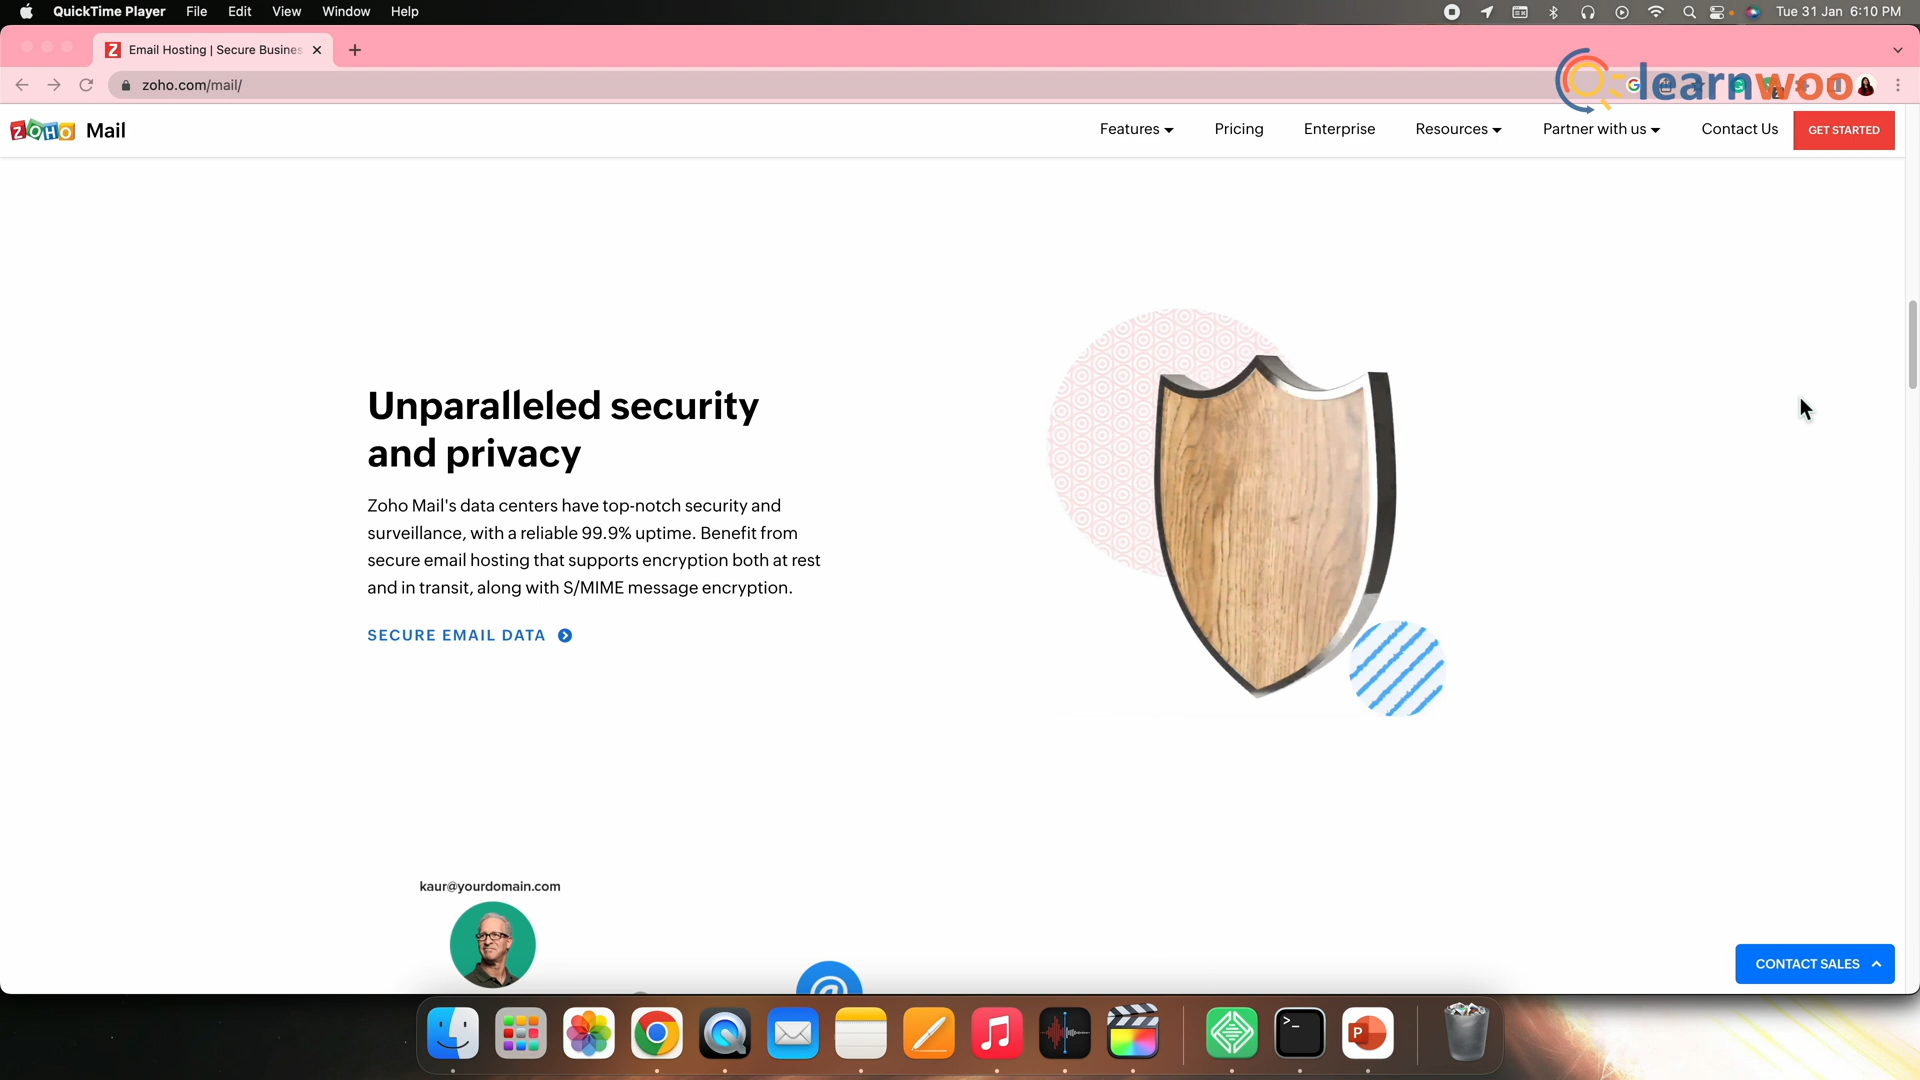 QuickTime Player File Edit View Window Help
Tue 31 Jan 6:10 PM
Email Hosting | Secure Busines
zoho.com/mail/
learnwoo
ZOHO Mail
Features Pricing Enterprise Resources Partner with us Contact Us GET STARTED
Unparalleled security
and privacy
Zoho Mail's data centers have top-notch security and
surveillance, with a reliable 99.9% uptime. Benefit from
secure email hosting that supports encryption both at rest
and in transit, along with S/MIME message encryption.
SECURE EMAIL DATA
kaur@yourdomain.com
CONTACT SALES